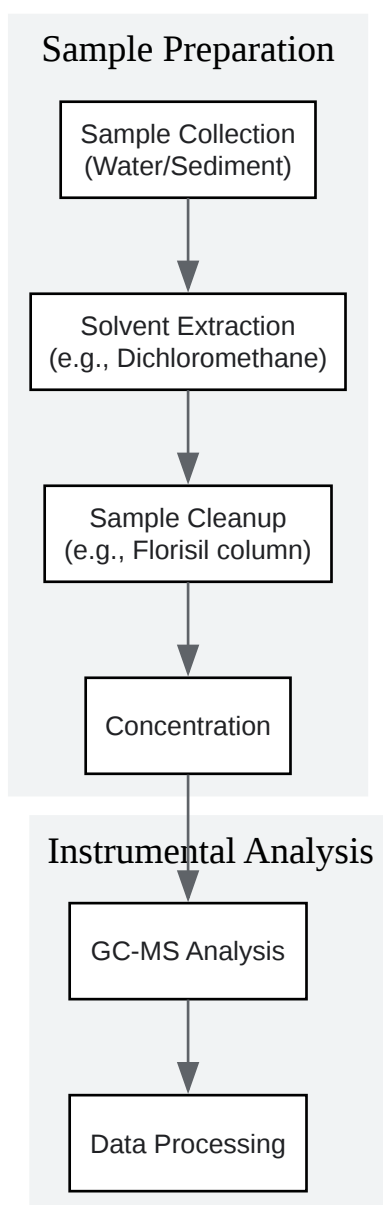 Sample Preparation
Sample Collection
(Water/Sediment)
Solvent Extraction
(e.g., Dichloromethane)
Sample Cleanup
(e.g., Florisil column)
Concentration
Instrumental Analysis
GC-MS Analysis
Data Processing